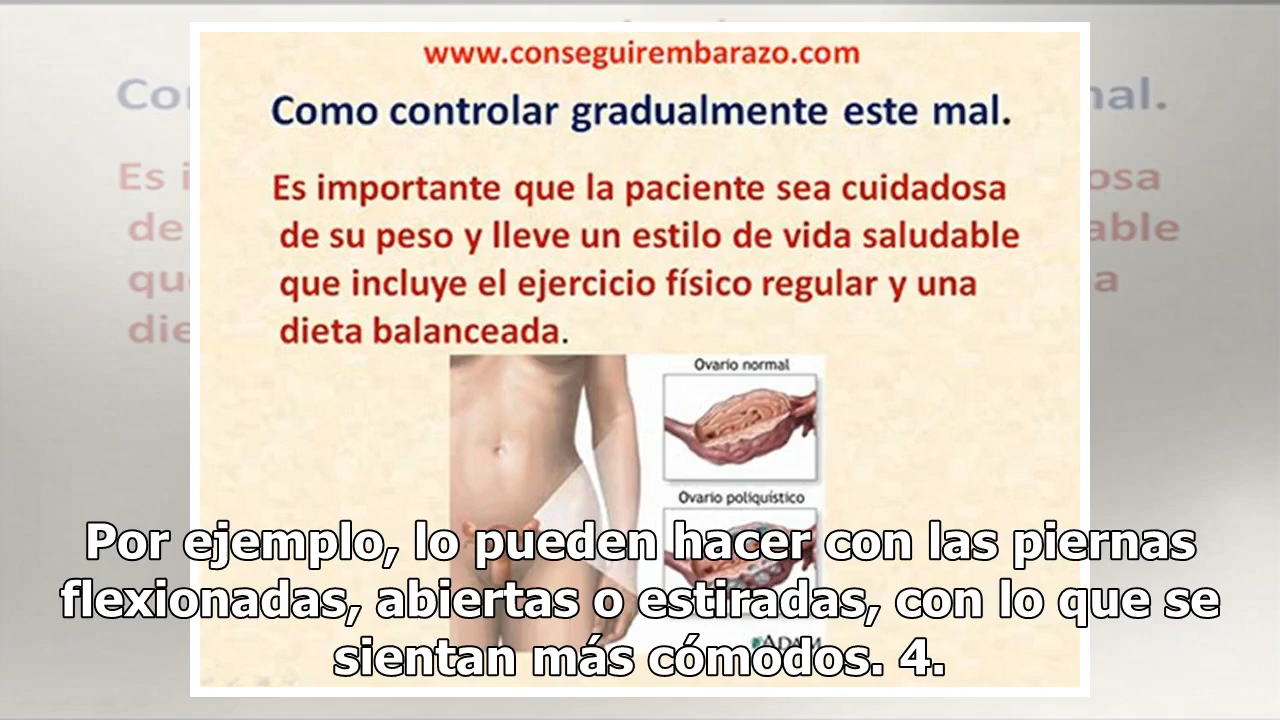 www.conseguirembarazo.com
Como controlar gradualmente este mal.
Es importante que la paciente sea cuidadosa
de su peso y lleve un estilo de vida saludable
que incluye el ejercicio físico regular y una
dieta balanceada.
Ovario normal
Ovario poliquístico
ADAM
Por ejemplo, lo pueden hacer con las piernas
flexionadas, abiertas o estiradas, con lo que se
sientan más cómodos. 4.